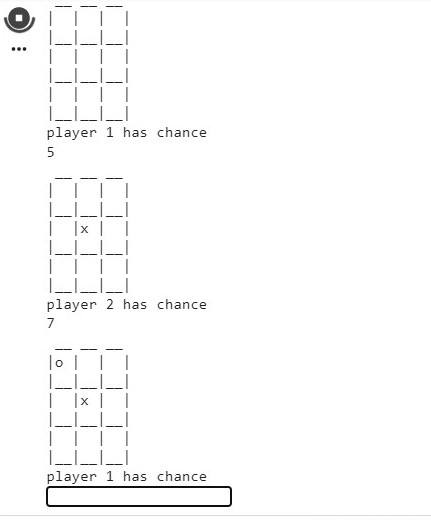 __ __ __
|  |  |  |
|__|__|__|
|  |  |  |
|__|__|__|
|  |  |  |
|__|__|__|
player 1 has chance
5
 __ __ __
|  |  |  |
|__|__|__|
|  |x |  |
|__|__|__|
|  |  |  |
|__|__|__|
player 2 has chance
7
 __ __ __
|o |  |  |
|__|__|__|
|  |x |  |
|__|__|__|
|  |  |  |
|__|__|__|
player 1 has chance